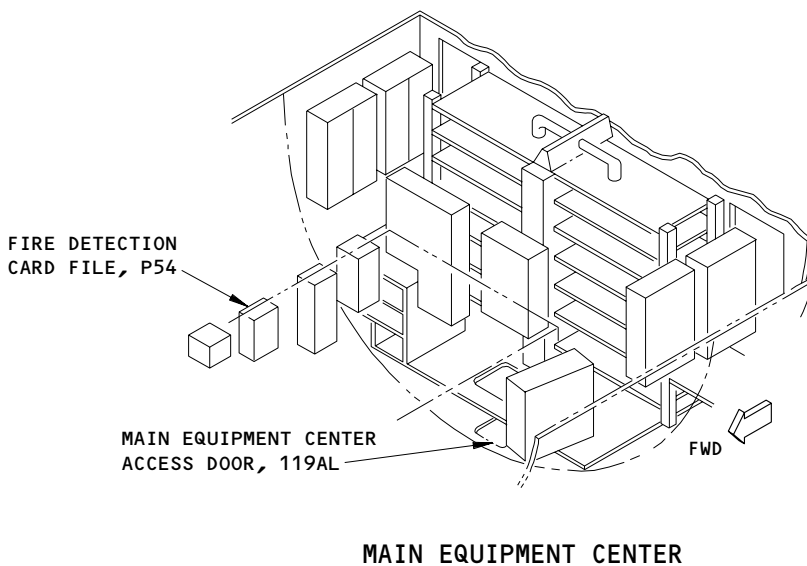 FIRE DETECTION
CARD FILE, P54
MAIN EQUIPMENT CENTER
ACCESS DOOR, 119AL
FWD
MAIN EQUIPMENT CENTER